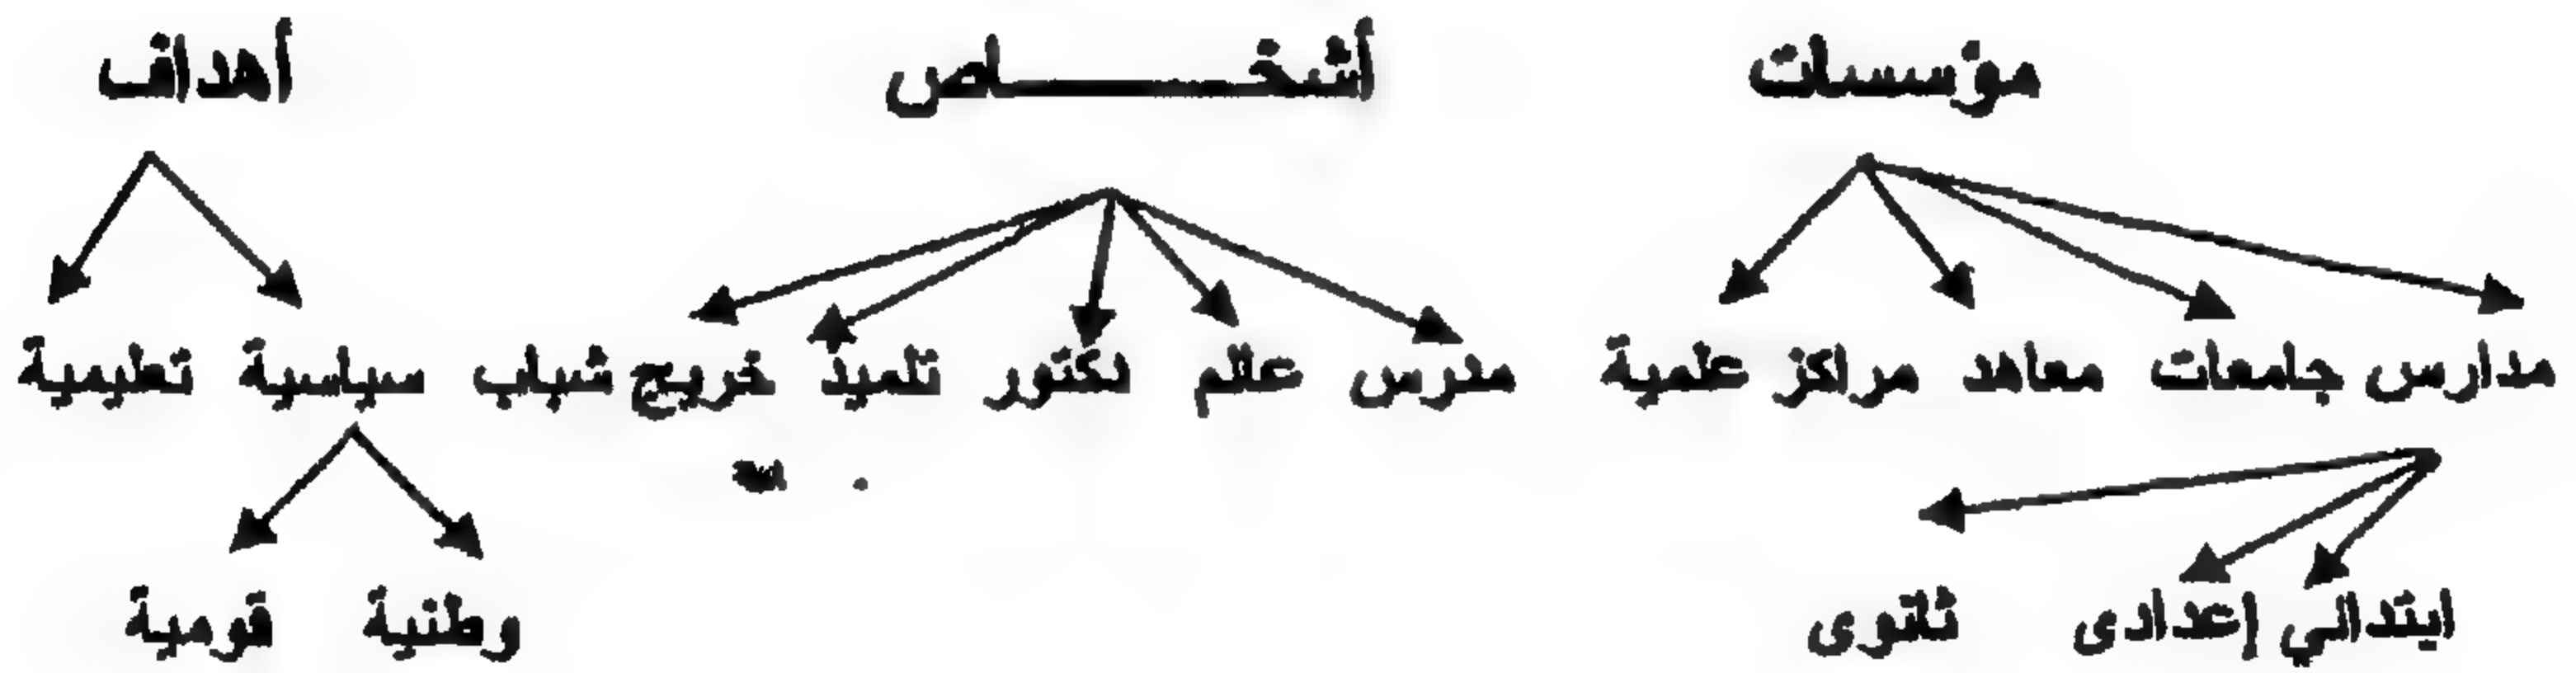 مؤسسات أشخاص أهداف
مدارس جامعات معاهد مراكز علمية مدرس عالم دكتور تلميذ خريج شباب سياسية تعليمية
ابتدائي إعدادى ثانوى وطنية قومية